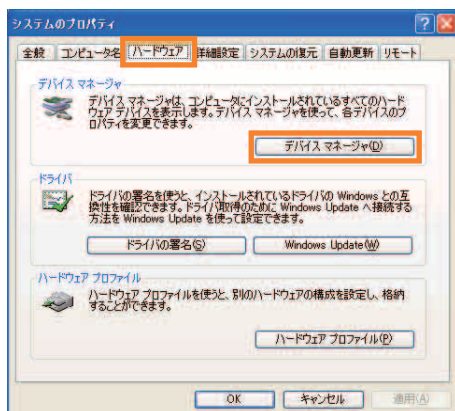 システムのプロパティ
全般 コンピュータ名 ハードウェア 詳細設定 システムの復元 自動更新 リモート
デバイス マネージャ
デバイス マネージャは、コンピュータにインストールされているすべてのハード
ウェア デバイスを表示します。デバイス マネージャを使って、各デバイスのプ
ロパティを変更できます。
デバイス マネージャ(D)
ドライバ
ドライバの署名を使うと、インストールされているドライバの Windows との互
換性を確認できます。ドライバ取得のために Windows Update へ接続する
方法を Windows Update を使って設定できます。
ドライバの署名(S) Windows Update(W)
ハードウェア プロファイル
ハードウェア プロファイルを使うと、別のハードウェアの構成を設定し、格納
することができます。
ハードウェア プロファイル(P)
OK キャンセル 適用(A)